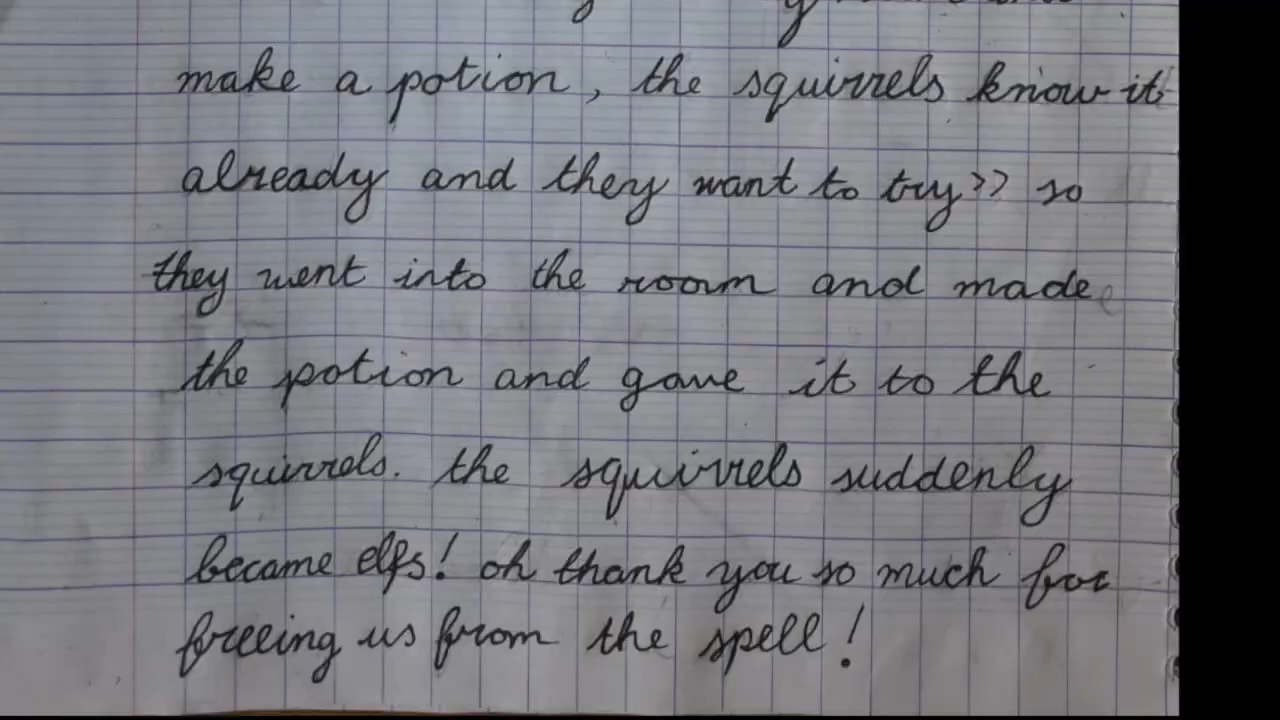 make a potion, the squirrels know it
already and they want to try>> so
they went into the room and made
the potion and gave it to the
squirrels. the squirrels suddenly
became elfs! oh thank you so much for
freeing us from the spell!